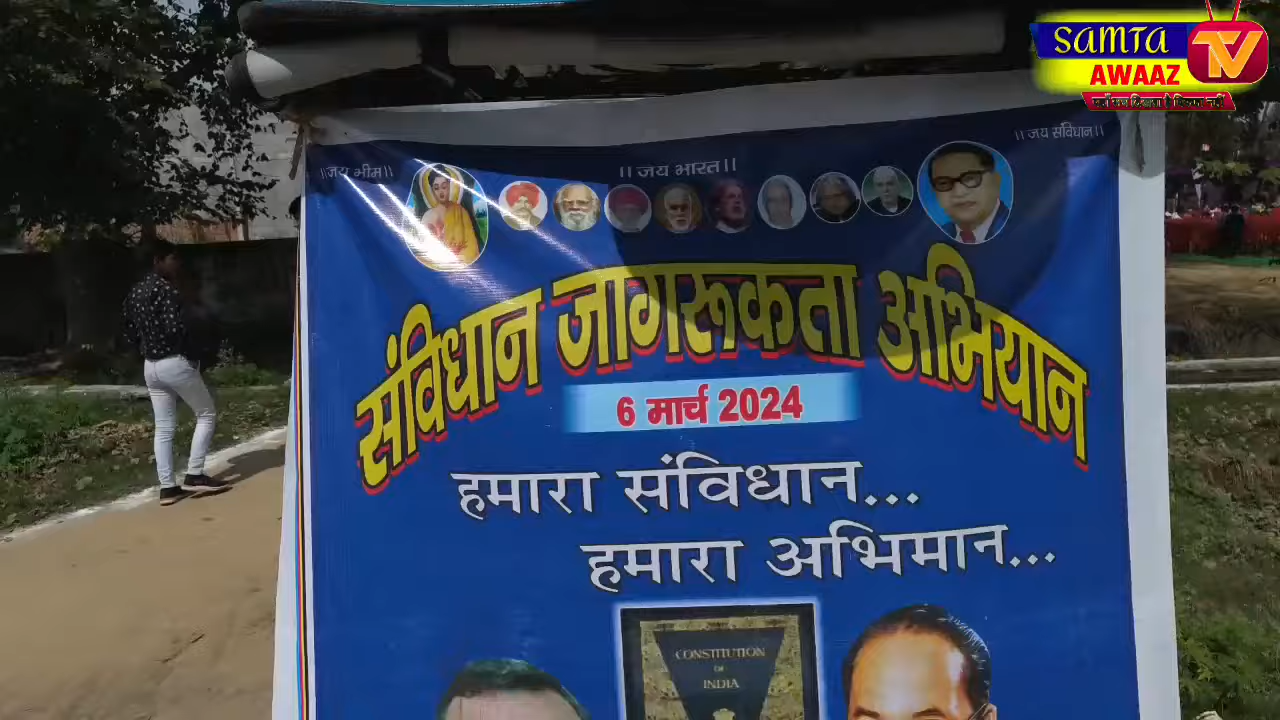 SAMTA
AWAAZ
TV
।।जय भीम।।
।।जय भारत।।
।।जय संविधान।।
संविधान जागरूकता अभियान
6 मार्च 2024
हमारा संविधान...
हमारा अभिमान...
CONSTITUTION
OF
INDIA